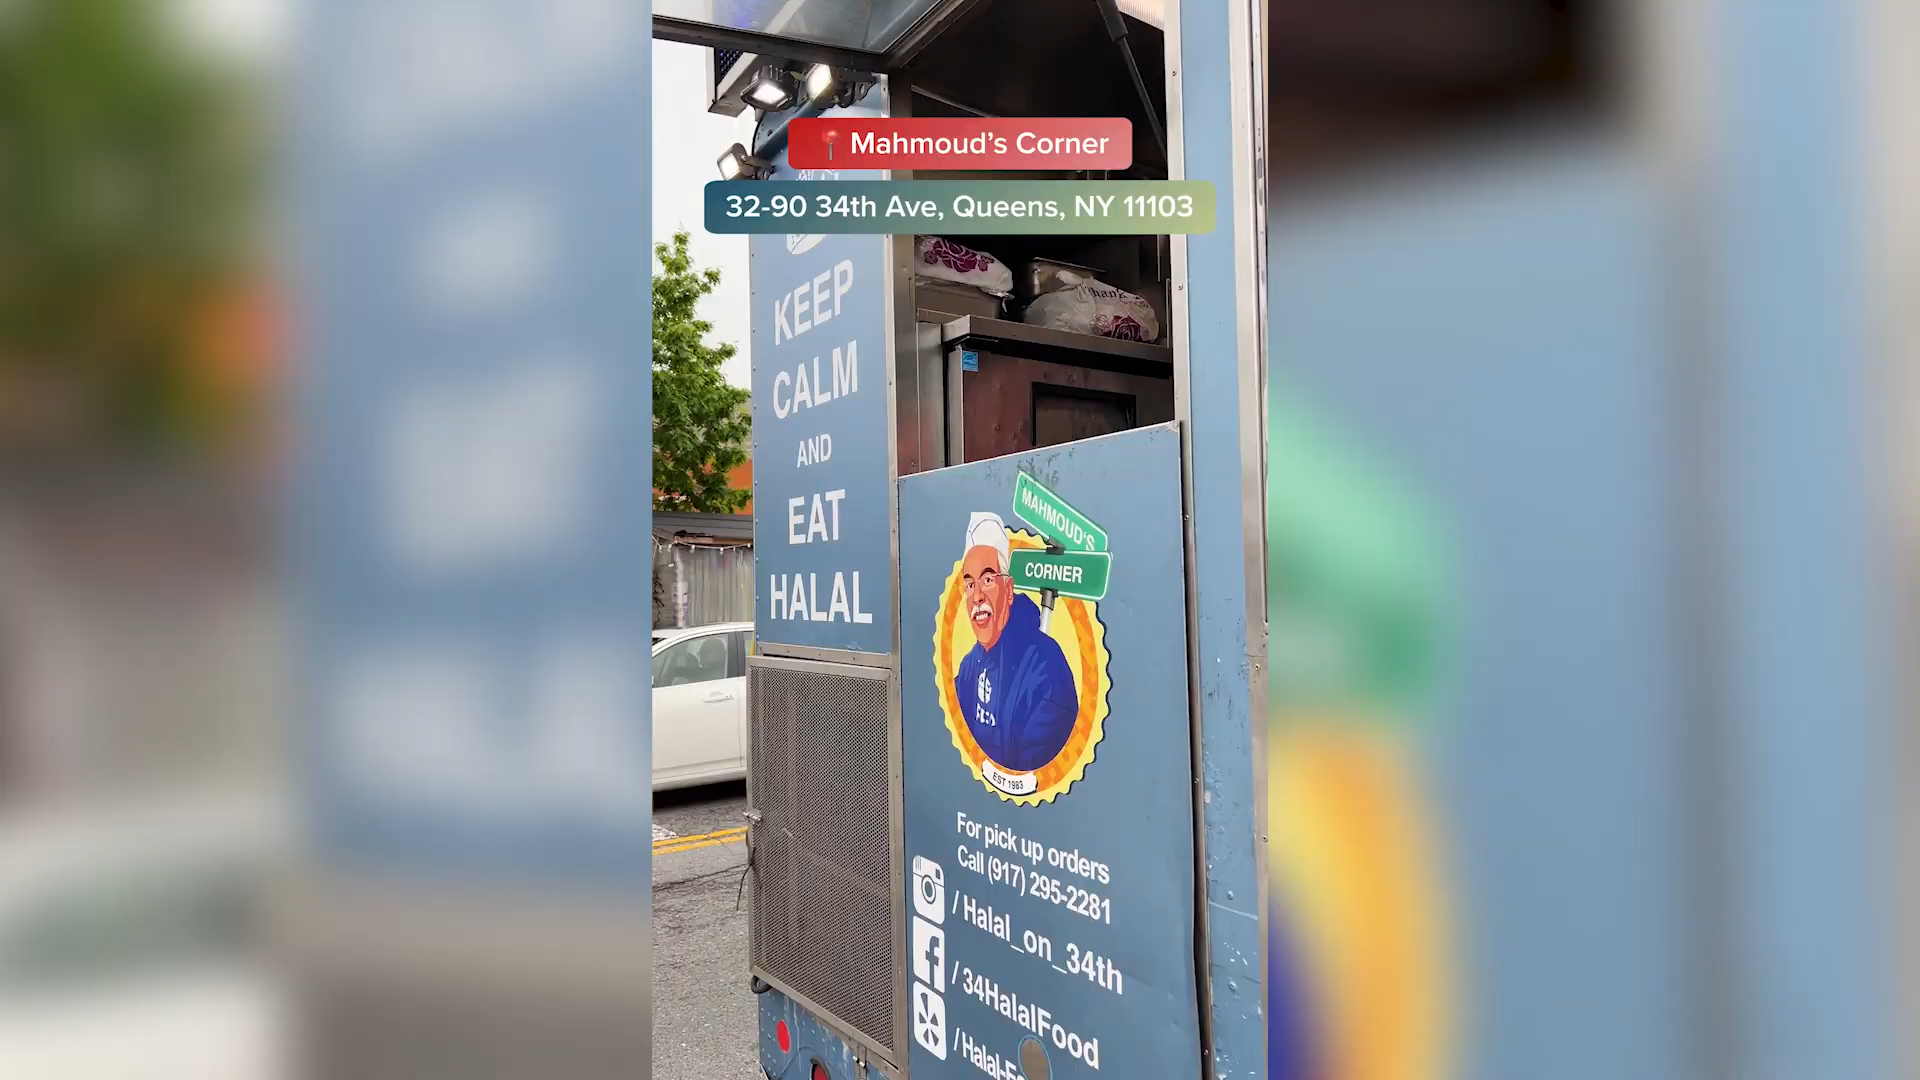 Mahmoud's Corner
32-90 34th Ave, Queens, NY 11103
KEEP
CALM
AND
EAT
HALAL
MAHMOUD'S
CORNER
EST 1983
For pick up orders
Call (917) 295-2281
/Halal_on_34th
/34HalalFood